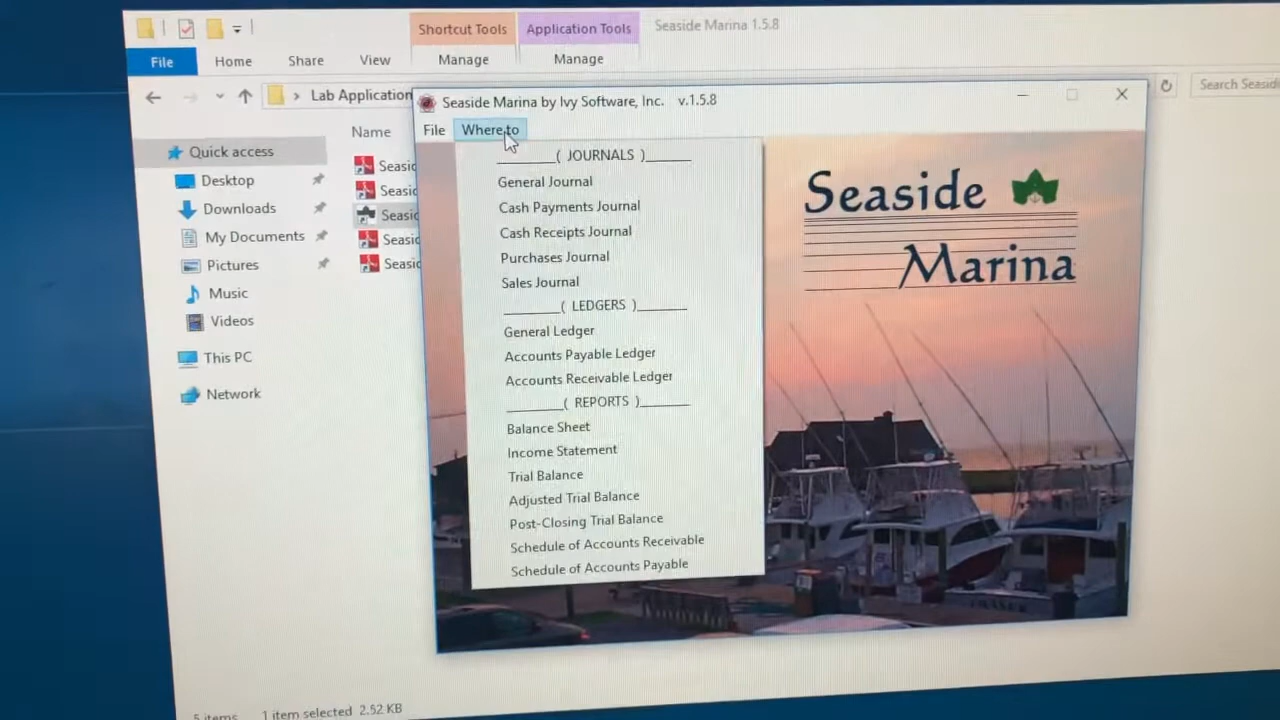 Shortcut Tools
Application Tools
Seaside Marina 1.5.8
File
Home
Share
View
Manage
Manage
Lab Application
Search Seasid
Seaside Marina by Ivy Software, Inc. v.1.5.8
File
Where to
Quick access
Desktop
Downloads
My Documents
Pictures
Music
Videos
This PC
Network
Name
Seasid
Seasid
Seasid
Seasid
Seasid
( JOURNALS )
General Journal
Cash Payments Journal
Cash Receipts Journal
Purchases Journal
Sales Journal
( LEDGERS )
General Ledger
Accounts Payable Ledger
Accounts Receivable Ledger
( REPORTS )
Balance Sheet
Income Statement
Trial Balance
Adjusted Trial Balance
Post-Closing Trial Balance
Schedule of Accounts Receivable
Schedule of Accounts Payable
Seaside
Marina
5 items
1 item selected 2.52 KB